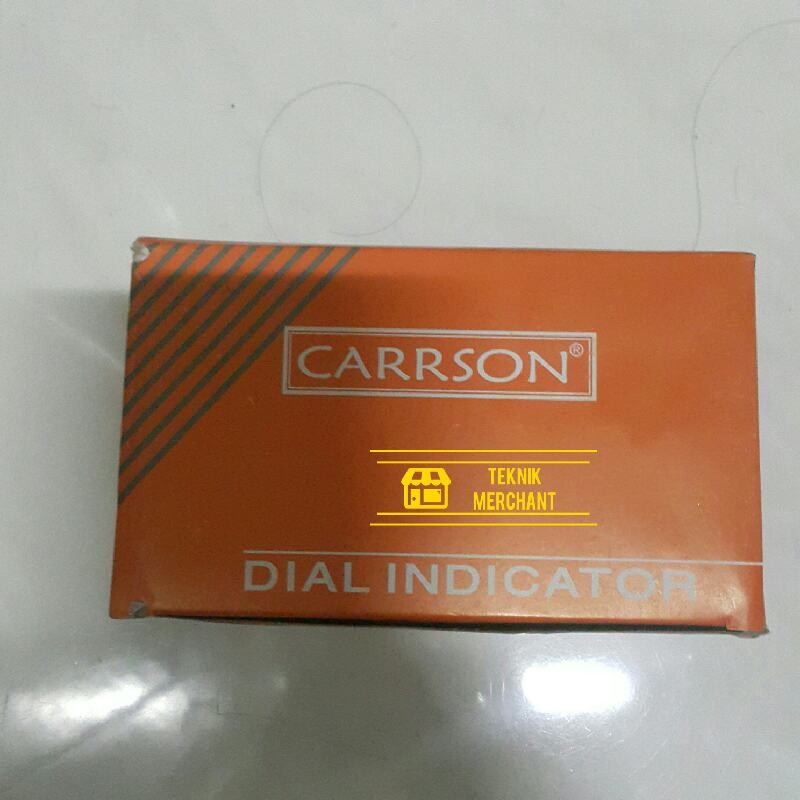 CARRSON®
TEKNIK
MERCHANT
DIAL INDICATOR